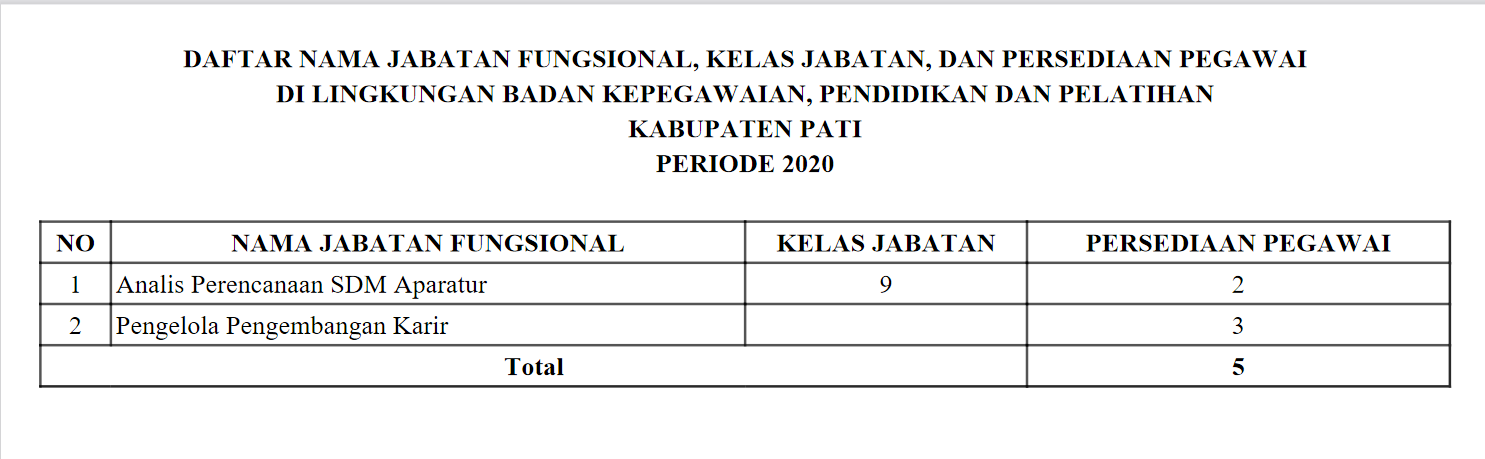 DAFTAR NAMA JABATAN FUNGSIONAL, KELAS JABATAN, DAN PERSEDIAAN PEGAWAI
DI LINGKUNGAN BADAN KEPEGAWAIAN, PENDIDIKAN DAN PELATIHAN
KABUPATEN PATI
PERIODE 2020
NO NAMA JABATAN FUNGSIONAL KELAS JABATAN PERSEDIAAN PEGAWAI
1 Analis Perencanaan SDM Aparatur 9 2
2 Pengelola Pengembangan Karir 3
Total 5